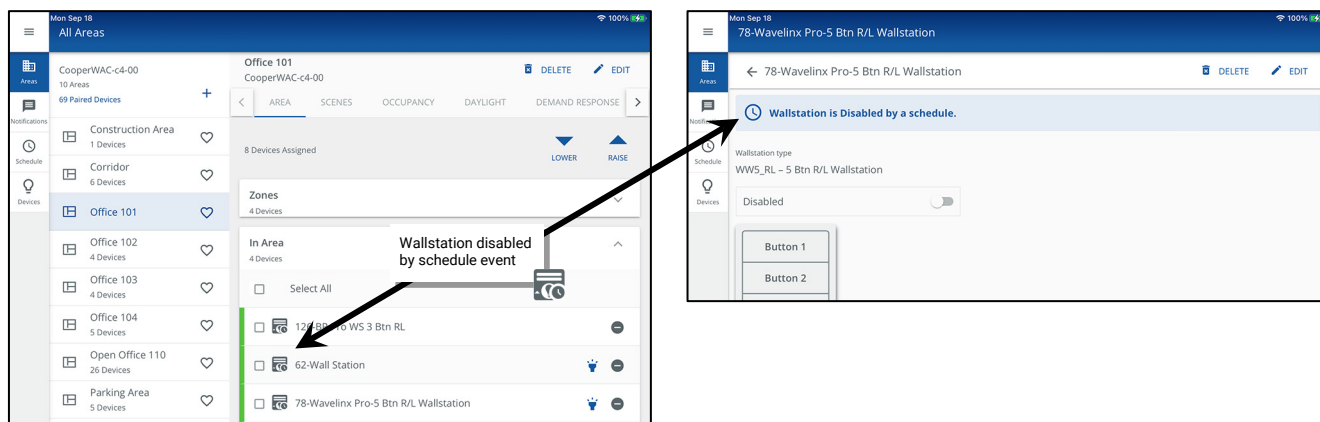 Mon Sep 18
100%
All Areas
Areas
Notifications
Schedule
Devices
CooperWAC-c4-00
10 Areas
69 Paired Devices
+
Construction Area
1 Devices
Corridor
6 Devices
Office 101
Office 102
4 Devices
Office 103
4 Devices
Office 104
5 Devices
Open Office 110
26 Devices
Parking Area
5 Devices
Office 101
CooperWAC-c4-00
DELETE
EDIT
AREA SCENES OCCUPANCY DAYLIGHT DEMAND RESPONSE
8 Devices Assigned
LOWER RAISE
Zones
4 Devices
In Area
4 Devices
Wallstation disabled
by schedule event
Select All
WS 3 Btn RL
62-Wall Station
78-Wavelinx Pro-5 Btn R/L Wallstation
Mon Sep 18
100%
78-Wavelinx Pro-5 Btn R/L Wallstation
Areas
Schedule
Devices
78-Wavelinx Pro-5 Btn R/L Wallstation
DELETE
EDIT
Wallstation is Disabled by a schedule.
Wallstation type
WW5_RL – 5 Btn R/L Wallstation
Disabled
Button 1
Button 2